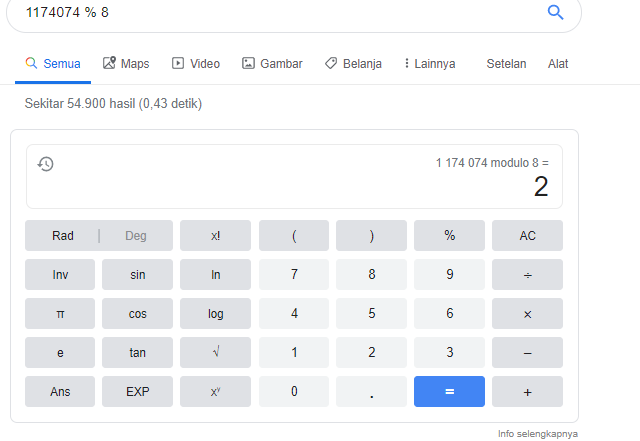 1174074 % 8
Semua Maps Video Gambar Belanja Lainnya Setelan Alat
Sekitar 54.900 hasil (0,43 detik)
1 174 074 modulo 8 =
2
Rad | Deg x! ( ) % AC
Inv sin ln 7 8 9 ÷
π cos log 4 5 6 ×
e tan √ 1 2 3 −
Ans EXP xʸ 0 . = +
Info selengkapnya